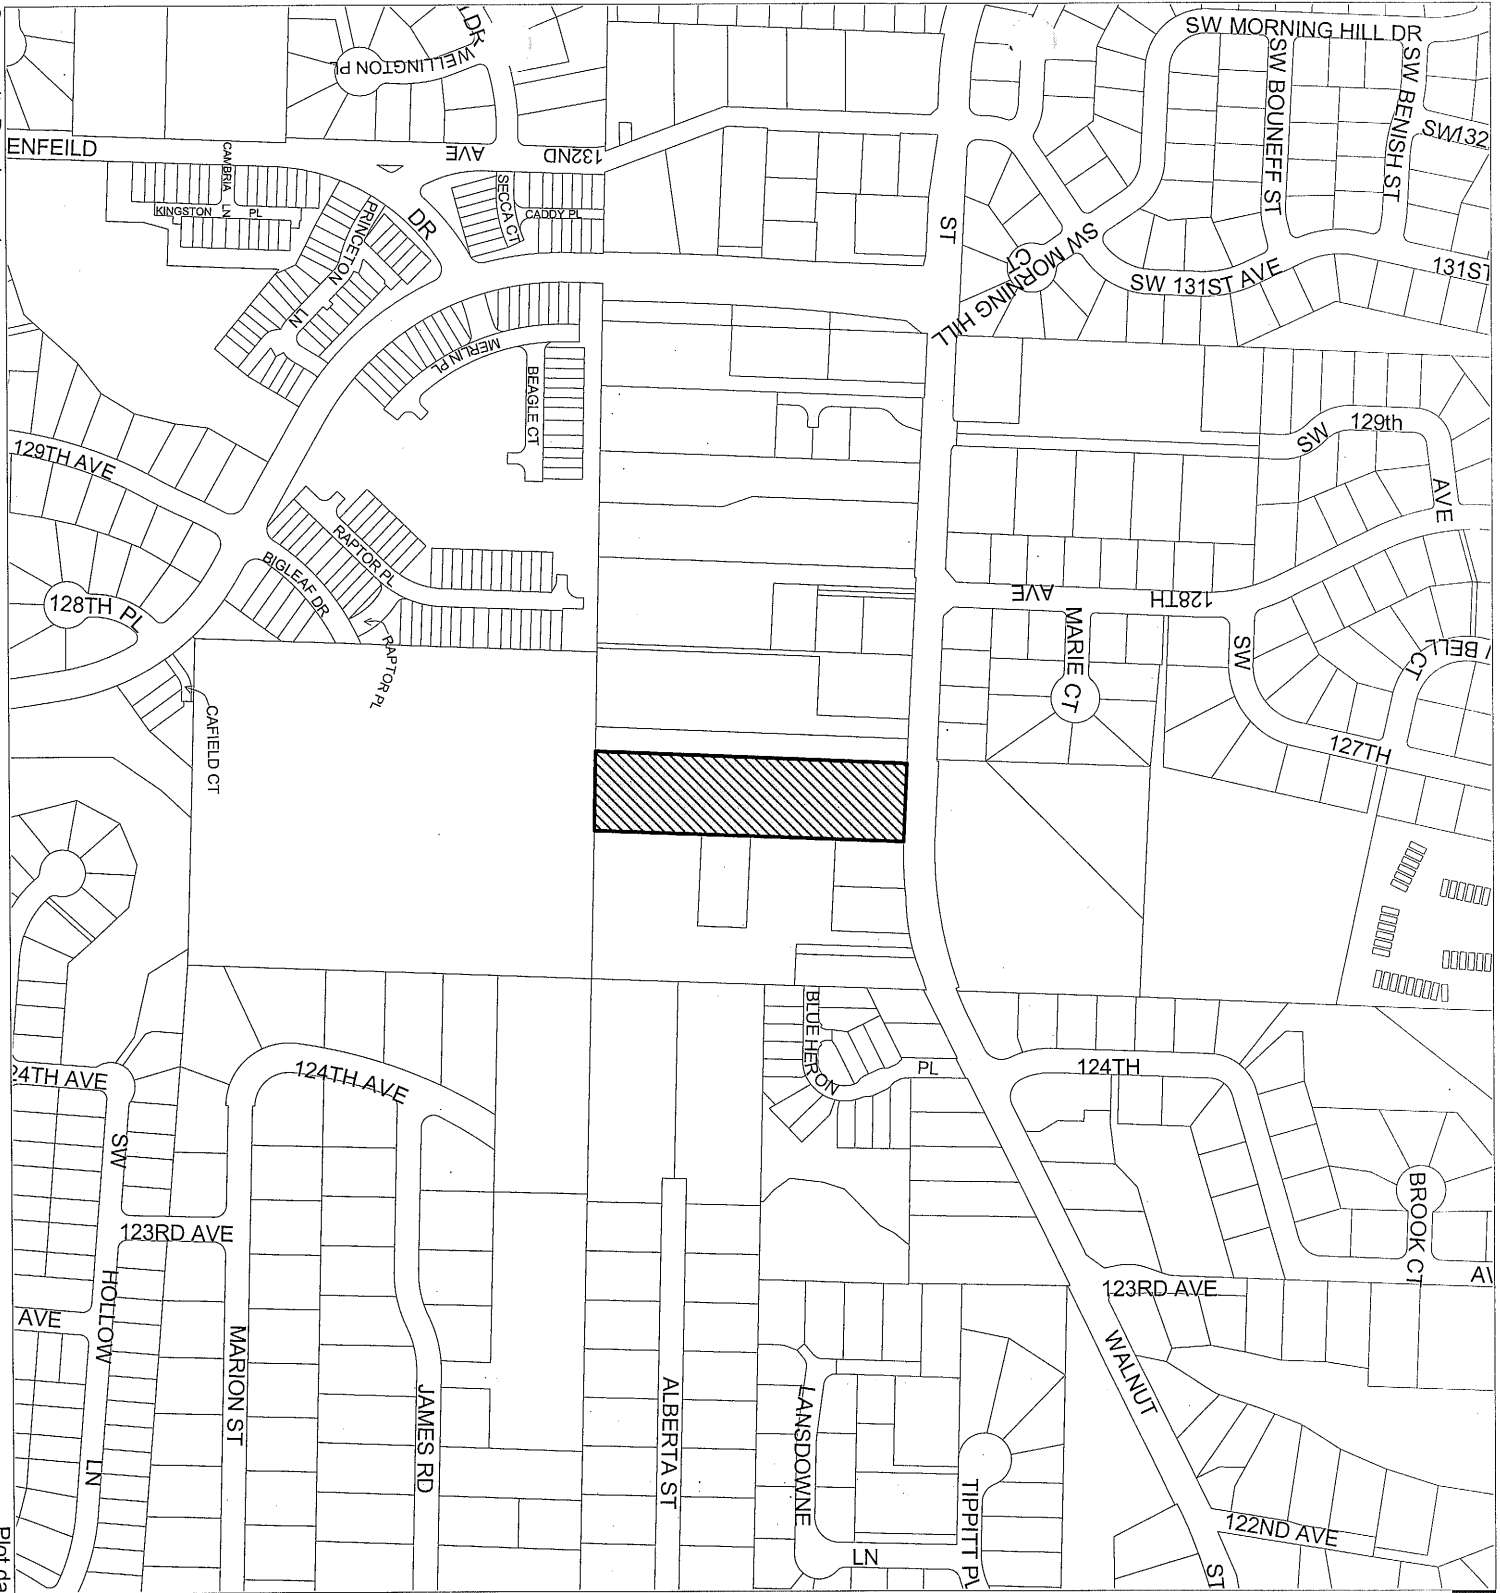 SW MORNING HILL DR
LDR
WELLINGTON PL
SW BOUNEFF ST
SW BENISH ST
SW132
ENFEILD
CAMBRIA LN
132ND AVE
KINGSTON PL
PRINCETON LN
SECCA CT
CADDY PL
DR
ST
SW MORNING HILL CT
SW 131ST AVE
131ST
MERLIN PL
BEAGLE CT
129TH AVE
SW 129th AVE
RAPTOR PL
BIGLEAF DR
128TH PL
RAPTOR PL
CAFIELD CT
128TH AVE
MARIE CT
SW 127TH
BELL CT
BLUE HERON PL
124TH
24TH AVE
124TH AVE
SW HOLLOW LN
123RD AVE
BROOK CT
AV
123RD AVE
AVE
MARION ST
JAMES RD
ALBERTA ST
LANSDOWNE LN
TIPPITT PL
WALNUT ST
122ND AVE
Plot da